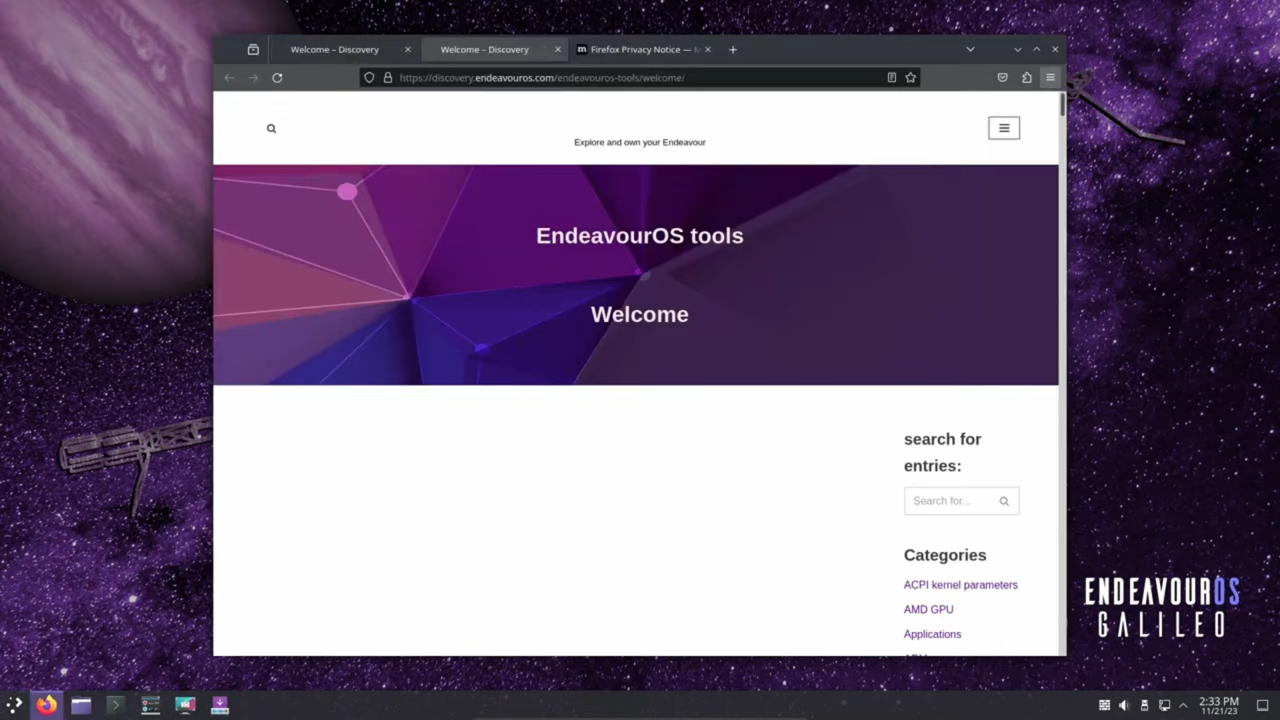 Welcome – Discovery
Welcome – Discovery
Firefox Privacy Notice —
https://discovery.endeavouros.com/endeavouros-tools/welcome/
Explore and own your Endeavour
EndeavourOS tools
Welcome
search for
entries:
Search for...
Categories
ACPI kernel parameters
AMD GPU
Applications
ENDEAVOUROS
GALILEO
2:33 PM
11/21/23